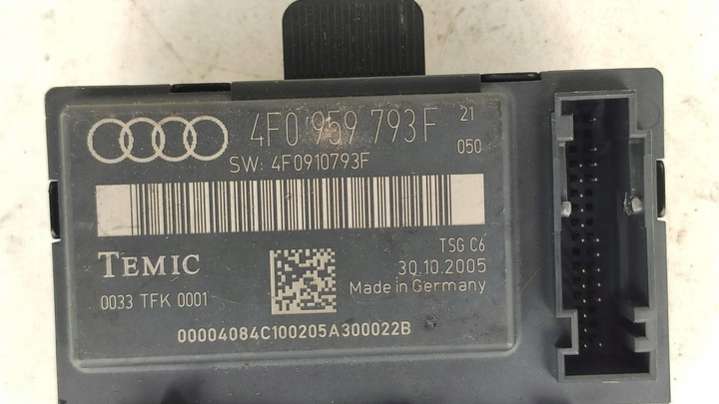 4F0 959 793F 21
050
SW: 4F0910793F
TEMIC
TSG C6
30.10.2005
0033 TFK 0001
Made in Germany
00004084C100205A300022B